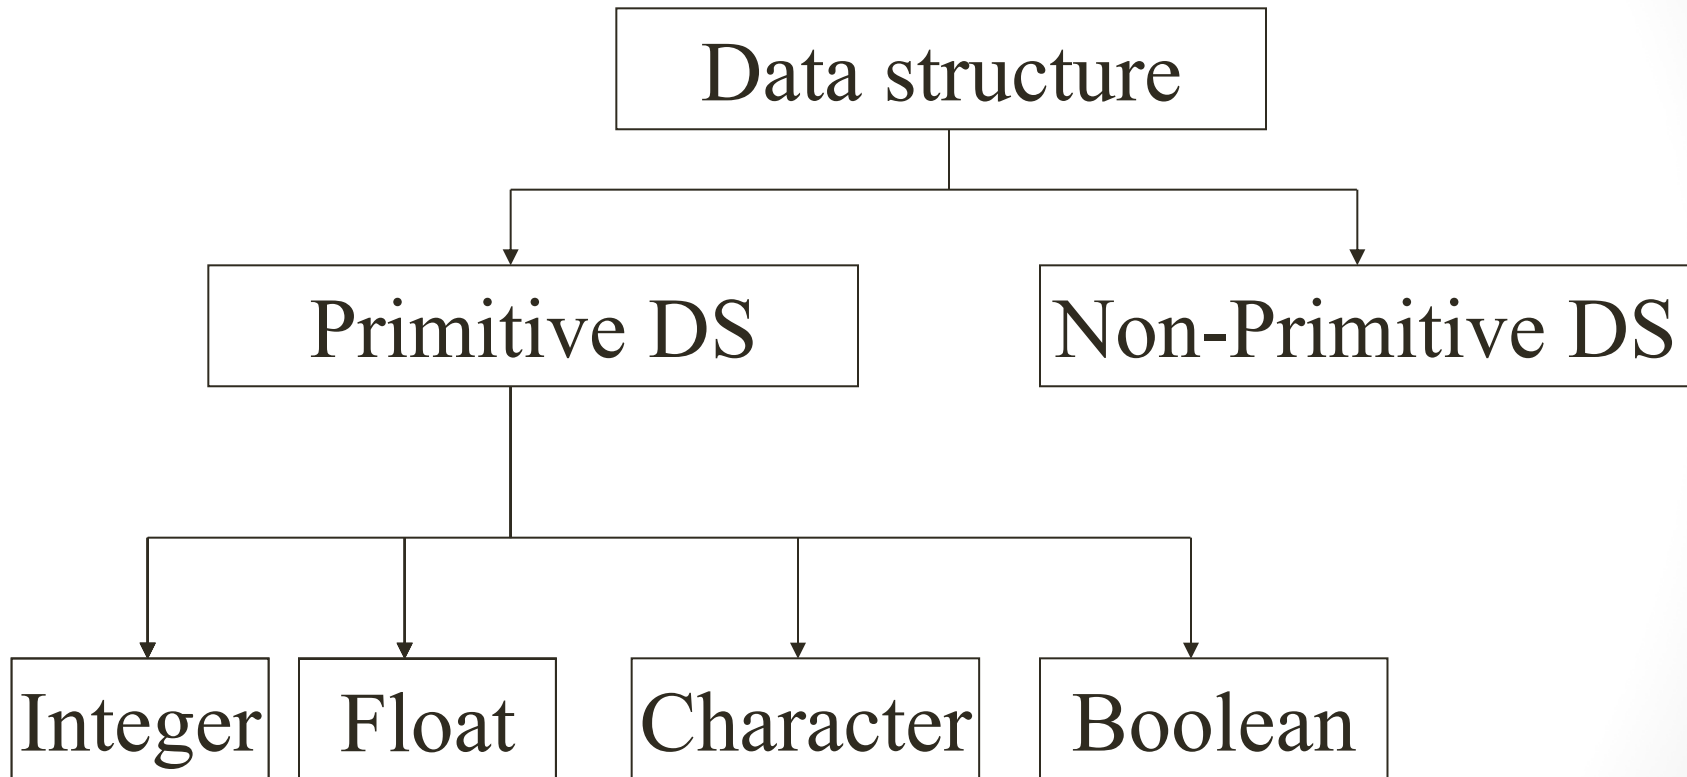 Data structure
Primitive DS
Non-Primitive DS
Integer
Float
Character
Boolean